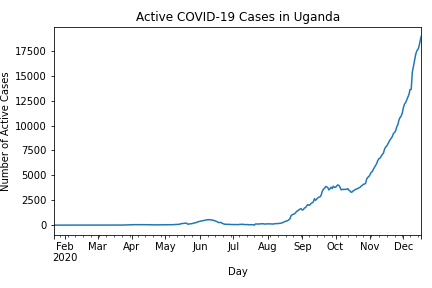 Active COVID-19 Cases in Uganda
17500
15000
12500
10000
7500
5000
2500
0
Number of Active Cases
Feb Mar Apr May Jun Jul Aug Sep Oct Nov Dec
2020
Day